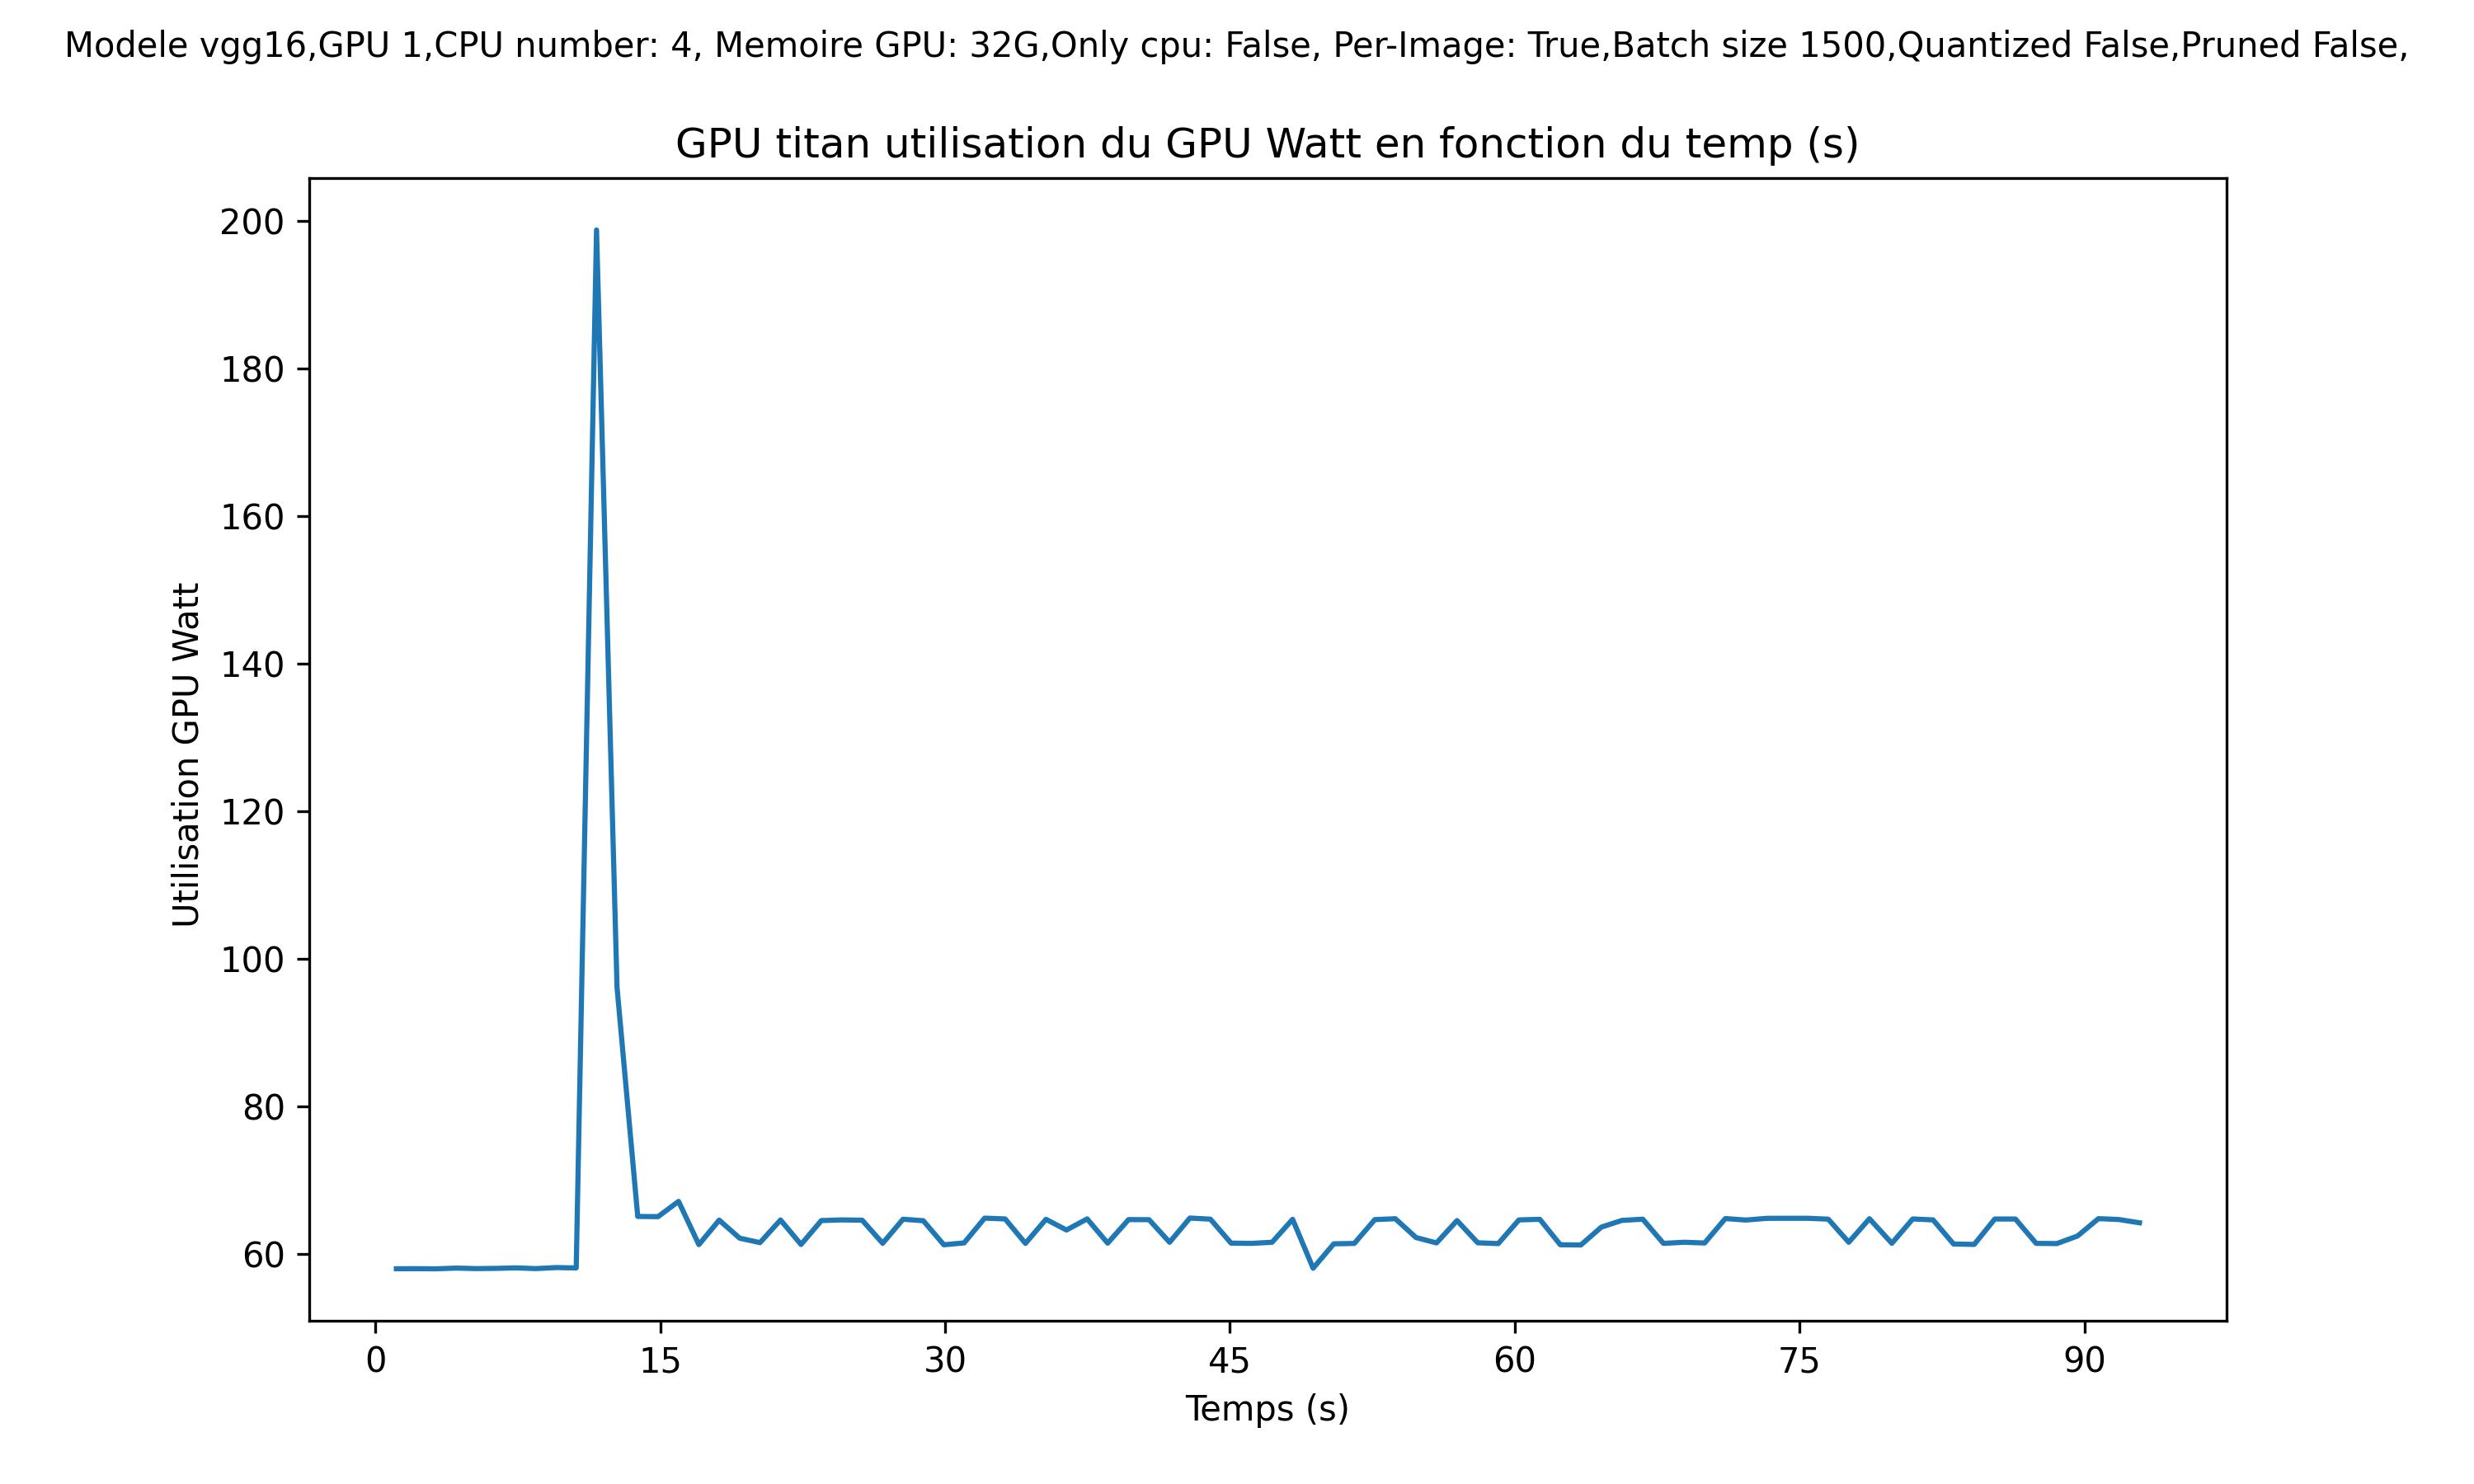 Modele vgg16,GPU 1,CPU number: 4, Memoire GPU: 32G,Only cpu: False, Per-Image: True,Batch size 1500,Quantized False,Pruned False,
GPU titan utilisation du GPU Watt en fonction du temp (s)
Utilisation GPU Watt
200
180
160
140
120
100
80
60
0 15 30 45 60 75 90
Temps (s)